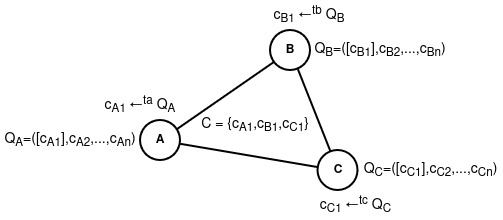 c_B1 ←^tb Q_B
B
Q_B=([c_B1],c_B2,...,c_Bn)
c_A1 ←^ta Q_A
C = {c_A1,c_B1,c_C1}
Q_A=([c_A1],c_A2,...,c_An)
A
C
Q_C=([c_C1],c_C2,...,c_Cn)
c_C1 ←^tc Q_C